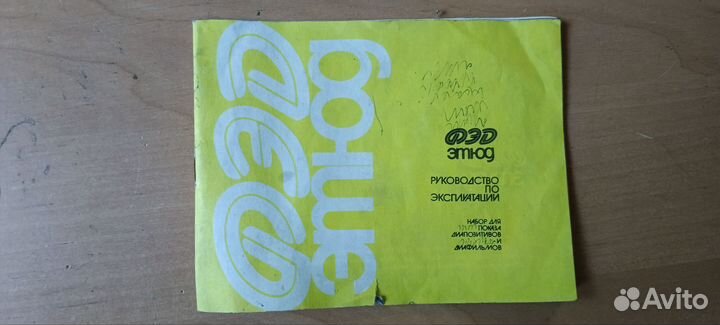 ФЭД
этюд
ФЭД
этюд
РУКОВОДСТВО
ПО
ЭКСПЛУАТАЦИИ
НАБОР ДЛЯ
ПОКАЗА
ДИАПОЗИТИВОВ
И
ДИАФИЛЬМОВ
Avito